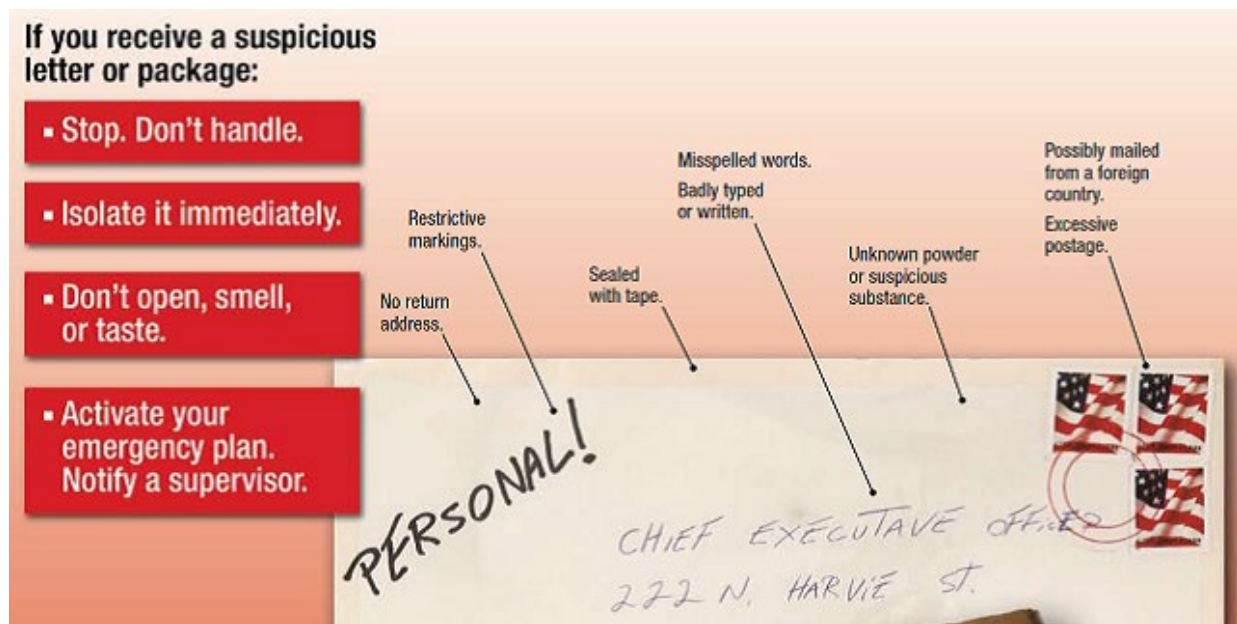 If you receive a suspicious
letter or package:
▪ Stop. Don't handle.
▪ Isolate it immediately.
▪ Don't open, smell,
or taste.
▪ Activate your
emergency plan.
Notify a supervisor.
No return
address.
Restrictive
markings.
Sealed
with tape.
Misspelled words.
Badly typed
or written.
Unknown powder
or suspicious
substance.
Possibly mailed
from a foreign
country.
Excessive
postage.
PERSONAL!
CHIEF EXECUTAVE OFFICER
222 N. HARVIE ST.